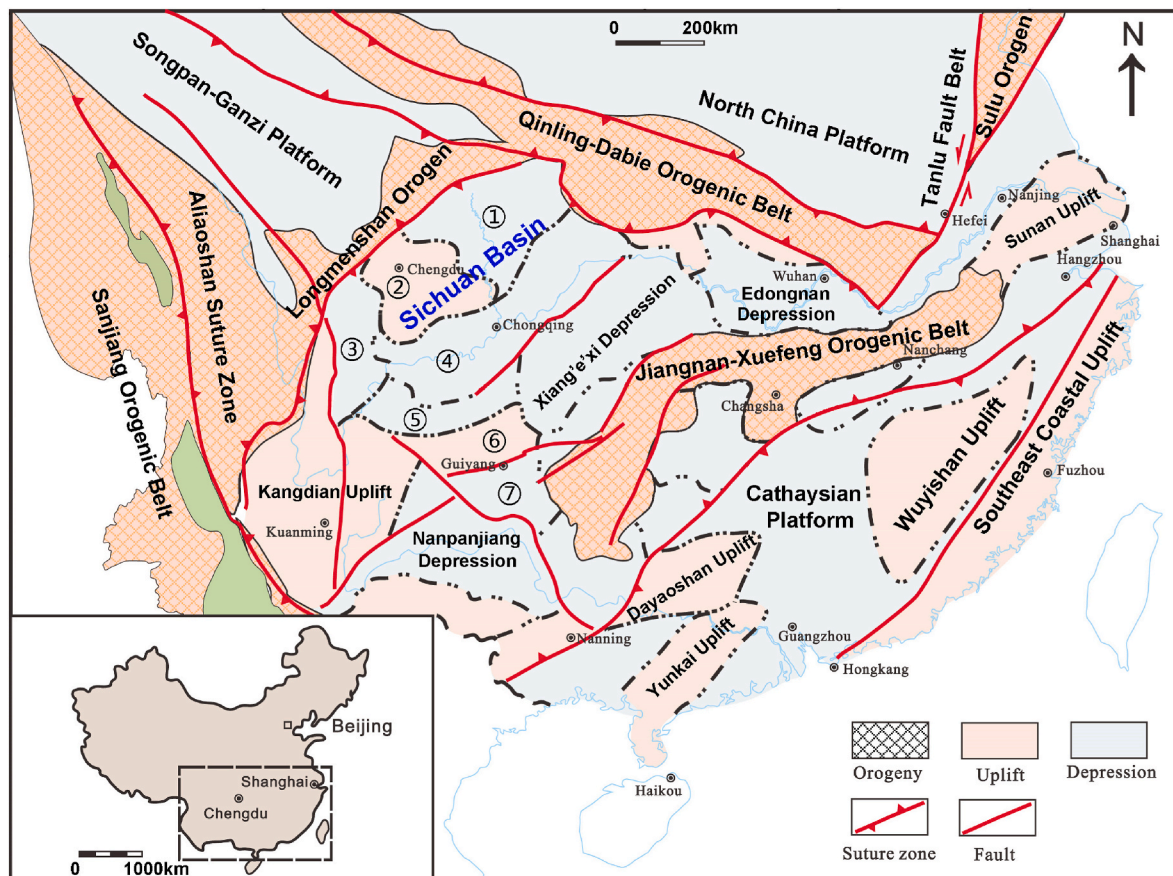 0
200km
N
Songpan-Ganzi Platform
Qinling-Dabie Orogenic Belt
North China Platform
Tanlu Fault Belt
Sulu Orogen
Aliaoshan Suture Zone
Sanjiang Orogenic Belt
Longmenshan Orogen
Sichuan Basin
①
②
Chengdu
③
④
Chongqing
⑤
⑥
Guiyang
⑦
Xiang'e'xi Depression
Wuhan
Edongnan
Depression
Hefei
Nanjing
Sunan Uplift
Shanghai
Hangzhou
Jiangnan-Xuefeng Orogenic Belt
Nanchang
Changsha
Kangdian Uplift
Kuanming
Nanpanjiang
Depression
Cathaysian
Platform
Wuyishan Uplift
Southeast Coastal Uplift
Fuzhou
Dayaoshan Uplift
Yunkai Uplift
Nanning
Guangzhou
Hongkang
Haikou
Beijing
Shanghai
Chengdu
0
1000km
Orogeny
Uplift
Depression
Suture zone
Fault